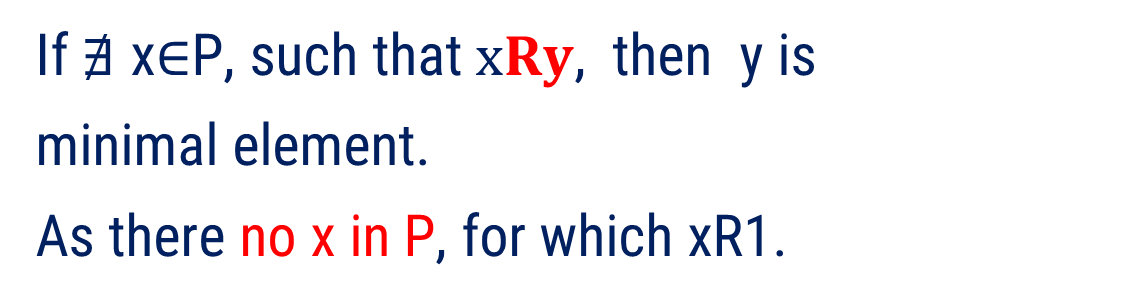 If ∄ x∈P, such that xRy, then y is
minimal element.
As there no x in P, for which xR1.